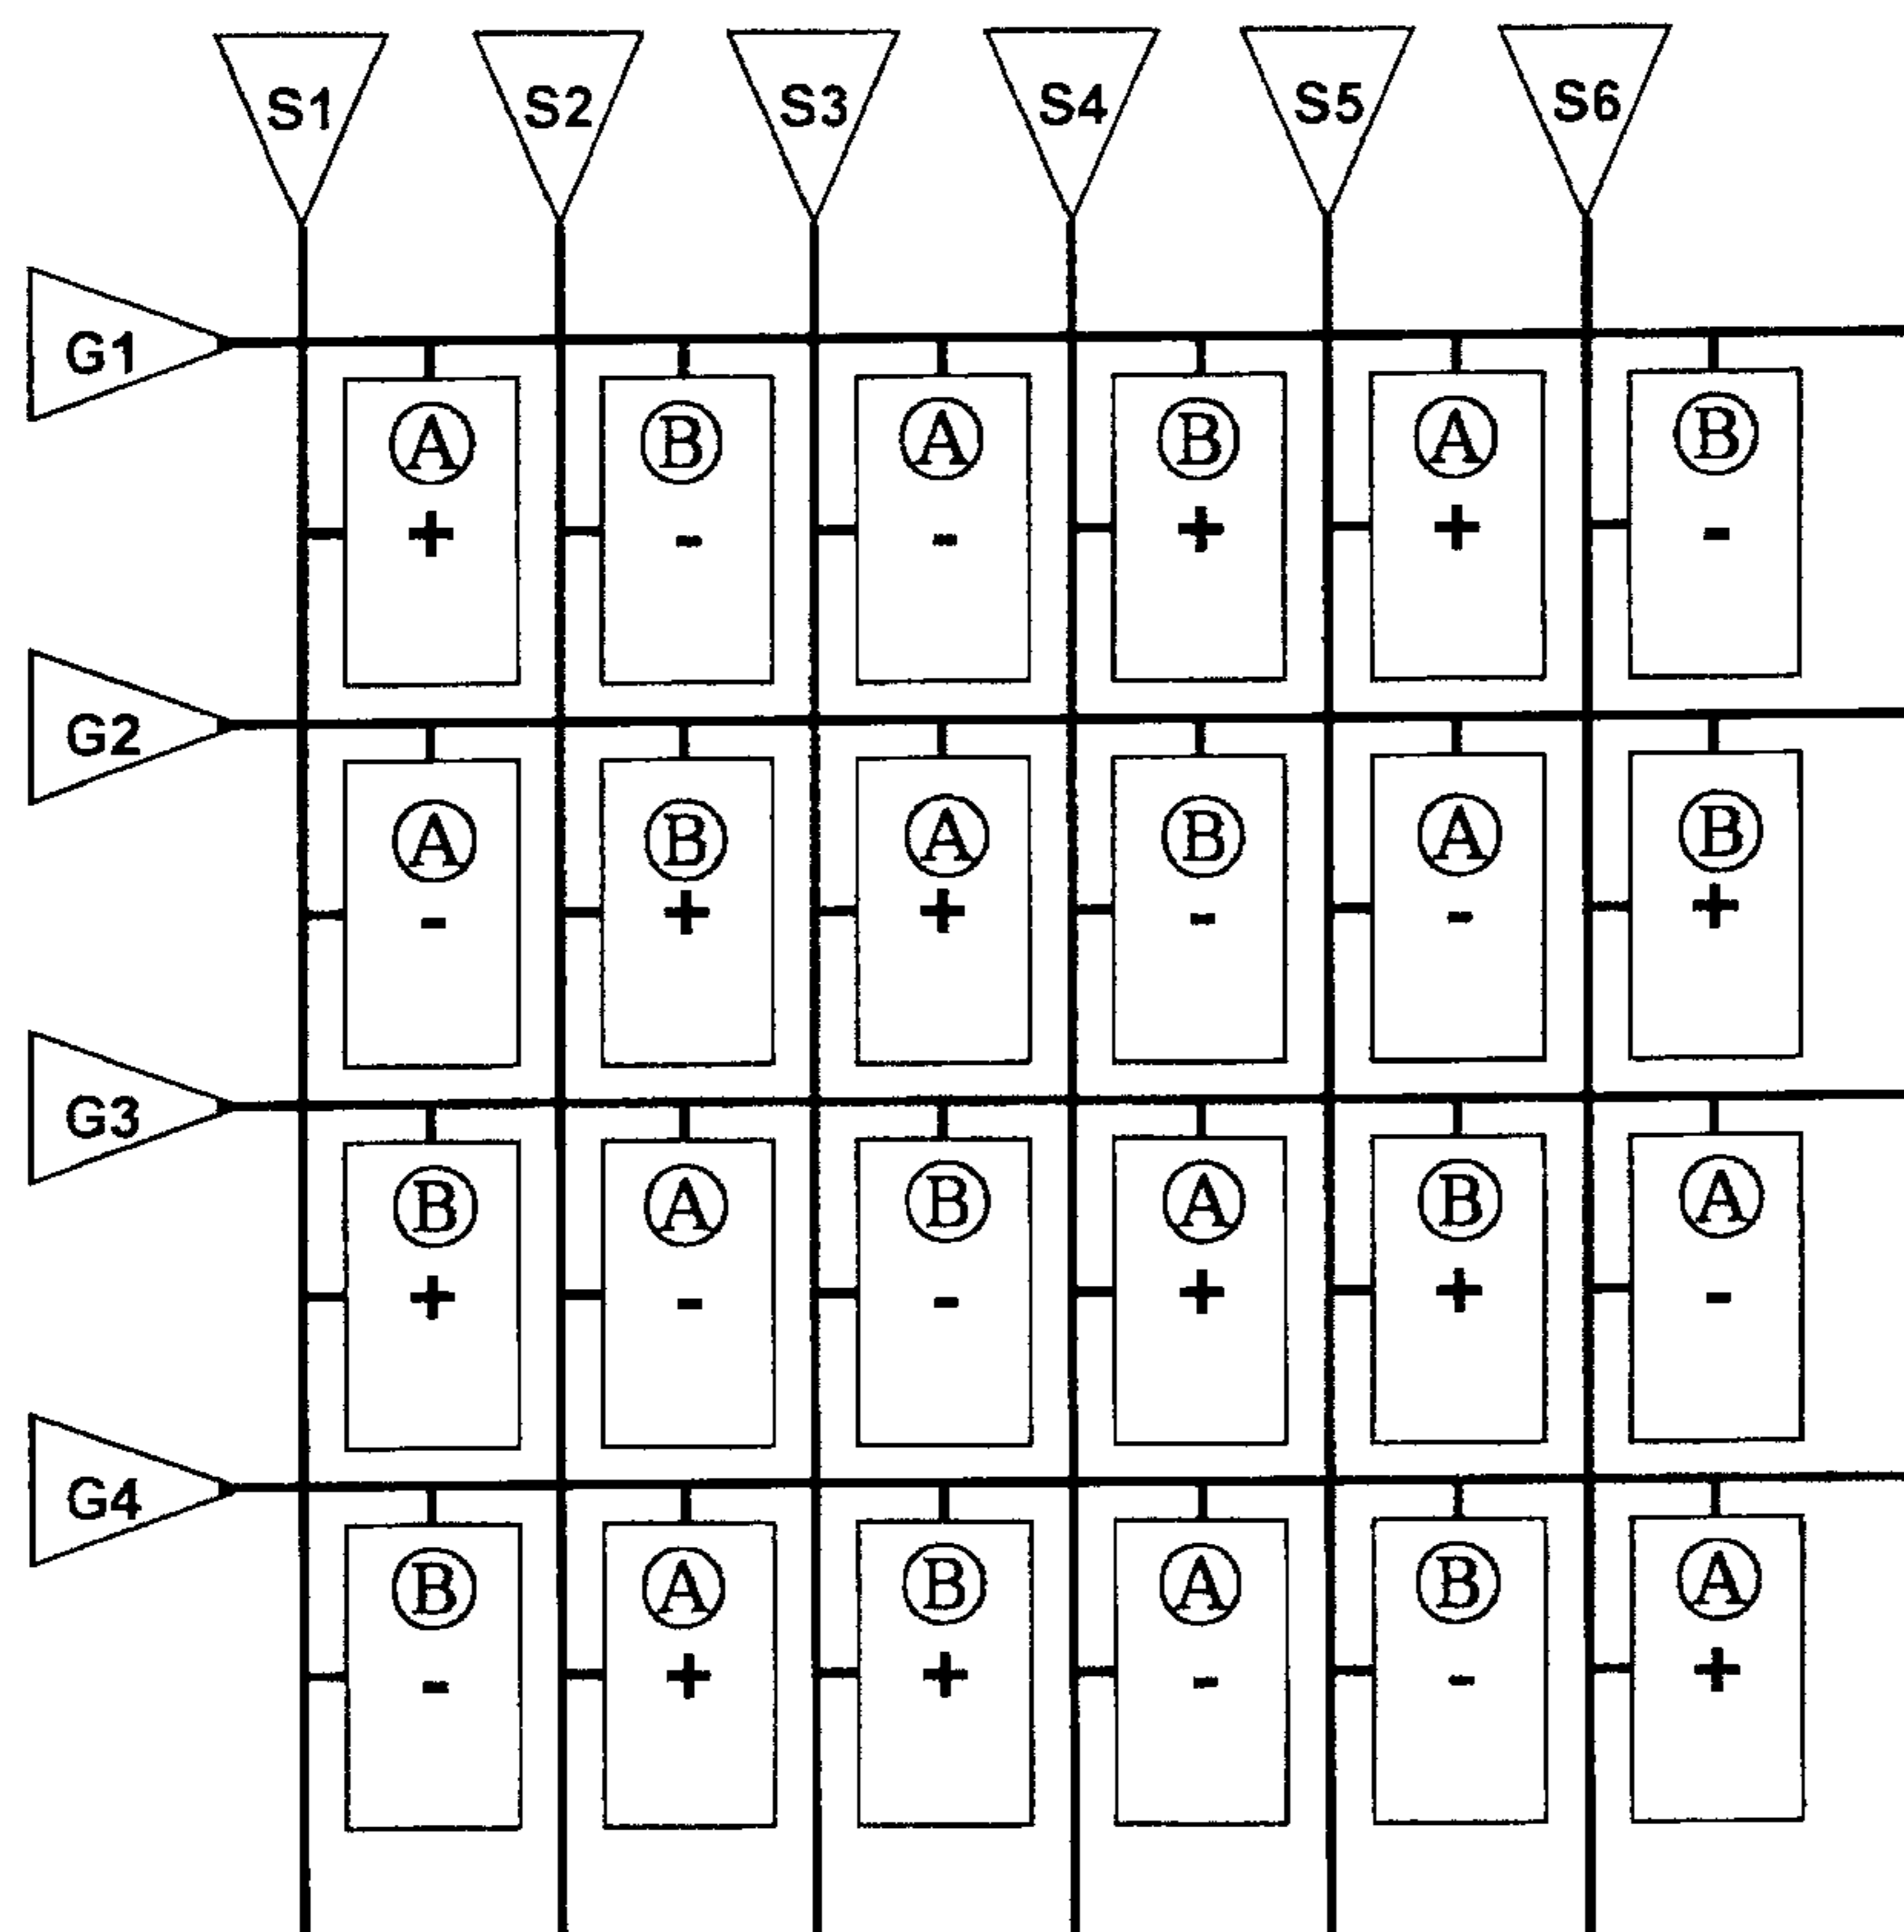 S1 S2 S3 S4 S5 S6
G1
Ⓐ Ⓑ Ⓐ Ⓑ Ⓐ Ⓑ
+ - - + + -
G2
Ⓐ Ⓑ Ⓐ Ⓑ Ⓐ Ⓑ
- + + - - +
G3
Ⓑ Ⓐ Ⓑ Ⓐ Ⓑ Ⓐ
+ - - + + -
G4
Ⓑ Ⓐ Ⓑ Ⓐ Ⓑ Ⓐ
- + + - - +